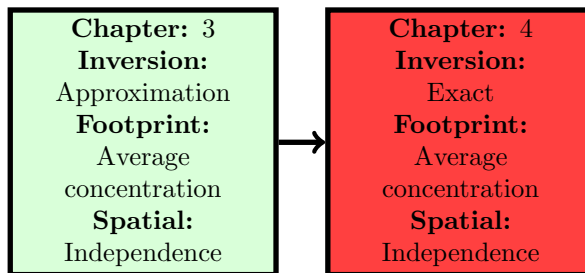 Chapter: 3
Inversion:
Approximation
Footprint:
Average
concentration
Spatial:
Independence
Chapter: 4
Inversion:
Exact
Footprint:
Average
concentration
Spatial:
Independence